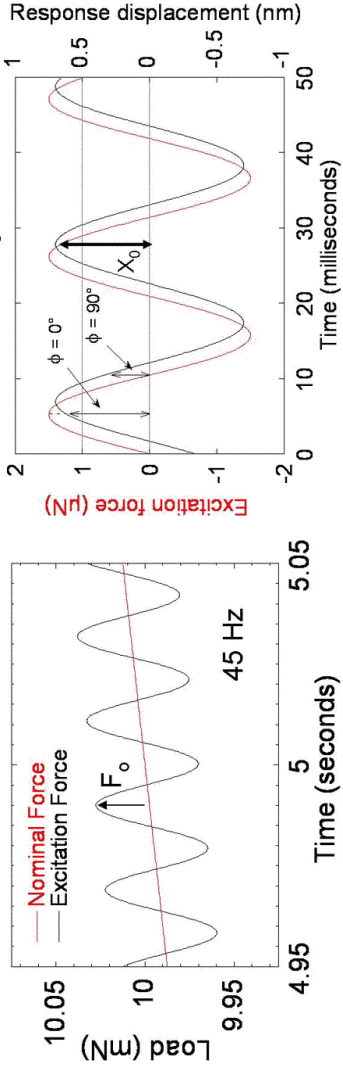 Nominal Force
Excitation Force
F₀
45 Hz
10.05
10
9.95
Load (mN)
4.95
5
5.05
Time (seconds)
ϕ = 0°
ϕ = 90°
X₀
2
1
0
-1
-2
Excitation force (μN)
0
10
20
30
40
50
Time (milliseconds)
1
0.5
0
-0.5
-1
Response displacement (nm)